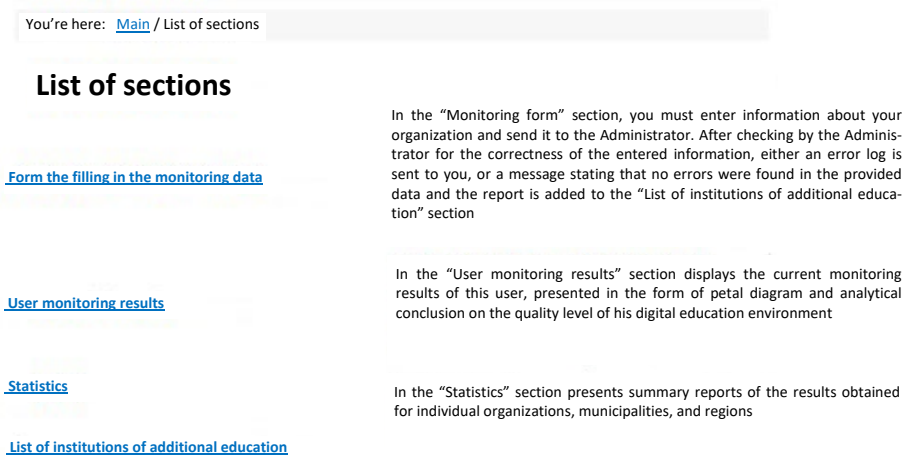 You’re here: Main / List of sections
List of sections
Form the filling in the monitoring data
In the “Monitoring form” section, you must enter information about your
organization and send it to the Administrator. After checking by the Adminis-
trator for the correctness of the entered information, either an error log is
sent to you, or a message stating that no errors were found in the provided
data and the report is added to the “List of institutions of additional educa-
tion” section
User monitoring results
In the “User monitoring results” section displays the current monitoring
results of this user, presented in the form of petal diagram and analytical
conclusion on the quality level of his digital education environment
Statistics
In the “Statistics” section presents summary reports of the results obtained
for individual organizations, municipalities, and regions
List of institutions of additional education